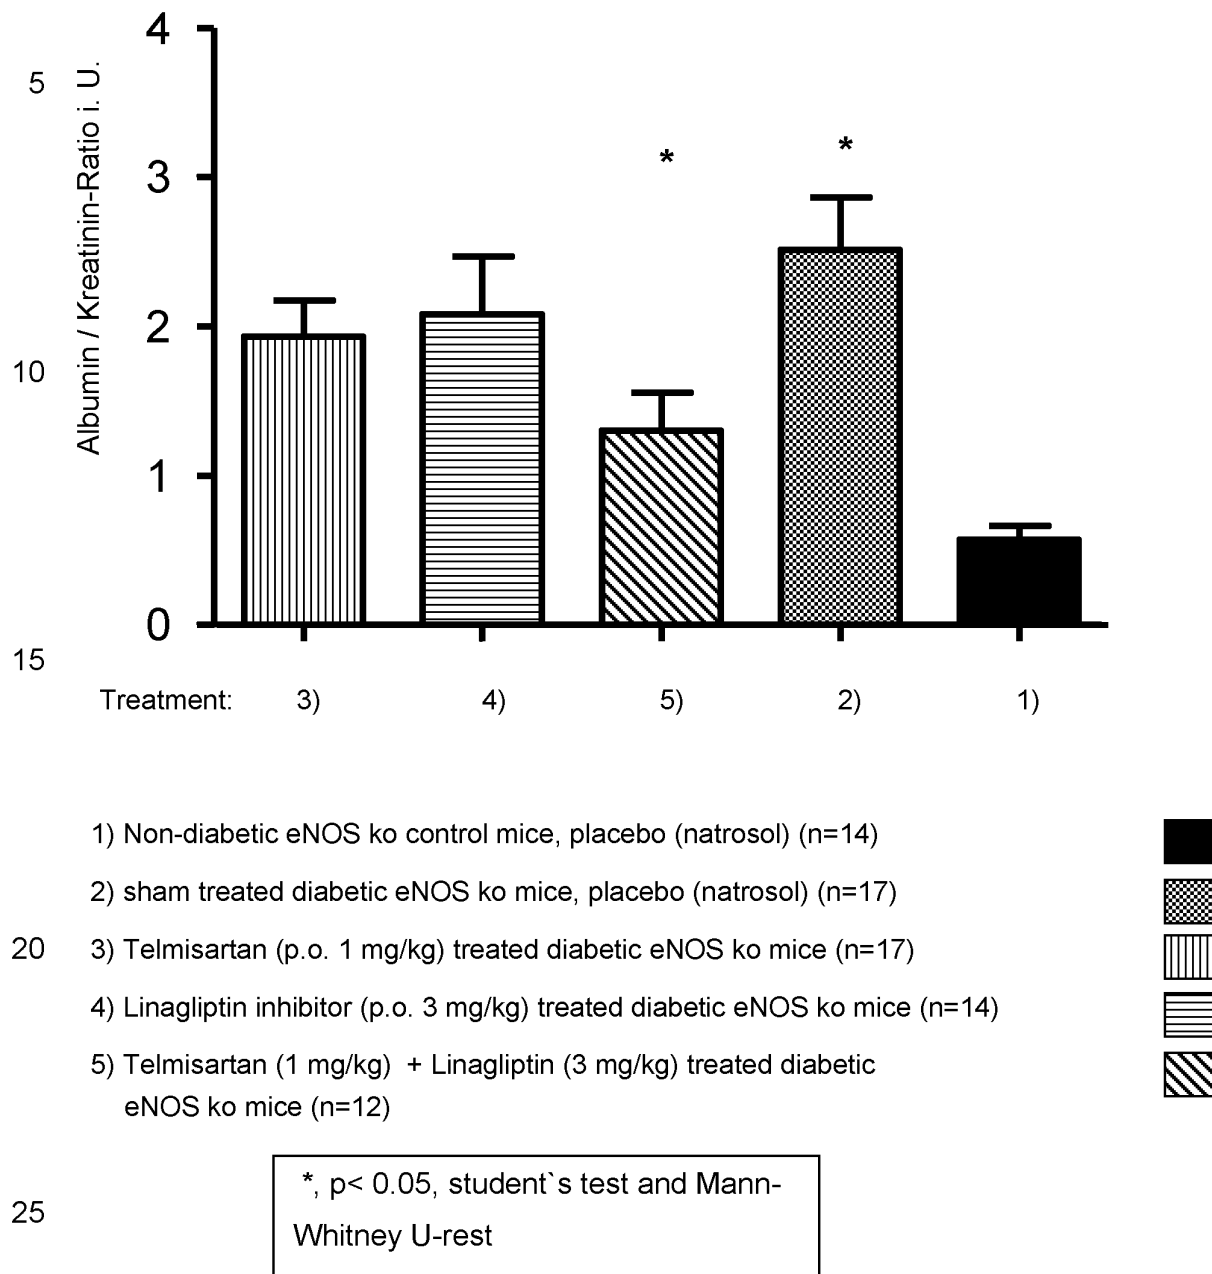 4
5
Albumin / Kreatinin-Ratio i. U.
*
*
3
2
10
1
0
15
Treatment: 3) 4) 5) 2) 1)
1) Non-diabetic eNOS ko control mice, placebo (natrosol) (n=14)
2) sham treated diabetic eNOS ko mice, placebo (natrosol) (n=17)
20
3) Telmisartan (p.o. 1 mg/kg) treated diabetic eNOS ko mice (n=17)
4) Linagliptin inhibitor (p.o. 3 mg/kg) treated diabetic eNOS ko mice (n=14)
5) Telmisartan (1 mg/kg) + Linagliptin (3 mg/kg) treated diabetic
eNOS ko mice (n=12)
*, p< 0.05, student`s test and Mann-
25
Whitney U-rest